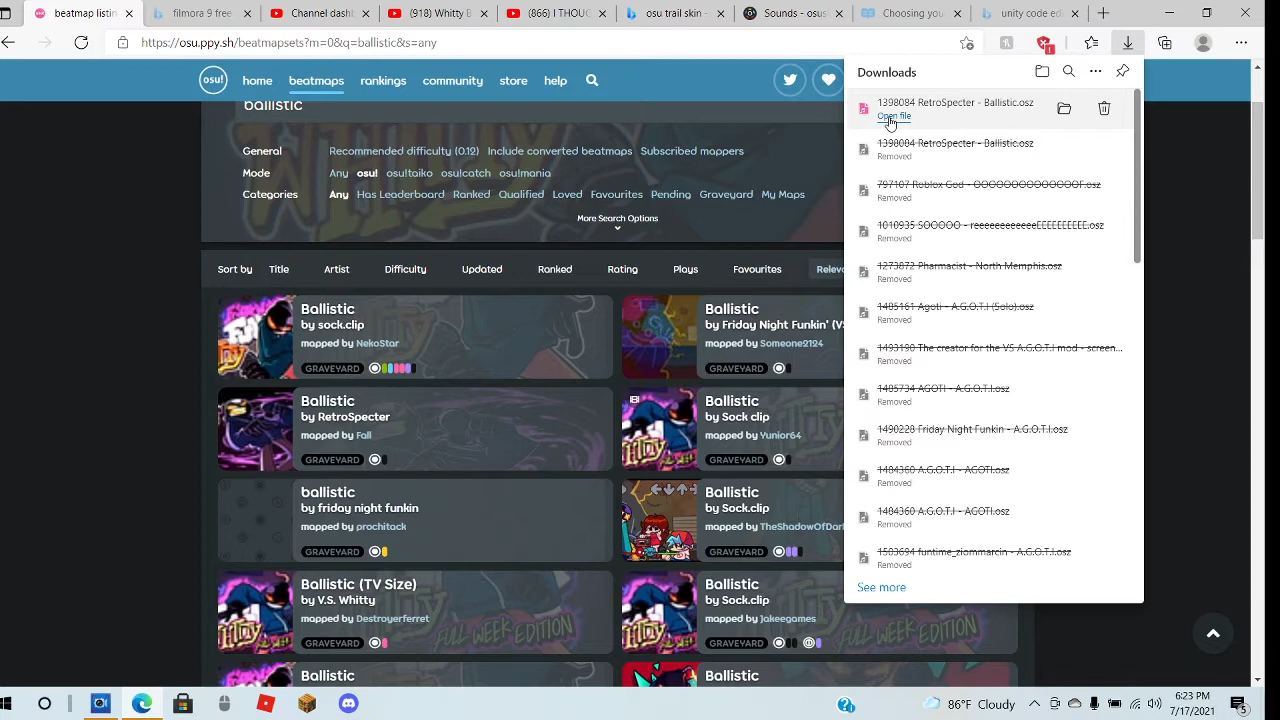 beatmap listin
filmora 9 free
Channel dashb
(918) Whitty B
(866) I THOUG
osu trail skin
Sounds - osu
Choosing your
unity code edi
https://osu.ppy.sh/beatmapsets?m=0&q=ballistic&s=any
osu!
home
beatmaps
rankings
community
store
help
ballistic
General
Recommended difficulty (0.12)
Include converted beatmaps
Subscribed mappers
Mode
Any
osu!
osu!taiko
osu!catch
osu!mania
Categories
Any
Has Leaderboard
Ranked
Qualified
Loved
Favourites
Pending
Graveyard
My Maps
More Search Options
Sort by
Title
Artist
Difficulty
Updated
Ranked
Rating
Plays
Favourites
Relev
Ballistic
by sock.clip
mapped by NekoStar
GRAVEYARD
Ballistic
by Friday Night Funkin' (VS
mapped by Someone2124
GRAVEYARD
Ballistic
by RetroSpecter
mapped by Fall
GRAVEYARD
Ballistic
by Sock clip
mapped by Yunior64
GRAVEYARD
ballistic
by friday night funkin
mapped by prochitack
GRAVEYARD
Ballistic
by Sock.clip
mapped by TheShadowOfDar
GRAVEYARD
Ballistic (TV Size)
by V.S. Whitty
mapped by Destroyerferret
GRAVEYARD
Ballistic
by Sock.clip
mapped by Jakeegames
GRAVEYARD
FULL WEEK EDITION
Ballistic
Ballistic
Downloads
1398084 RetroSpecter - Ballistic.osz
Open file
1398084 RetroSpecter - Ballistic.osz
Removed
797107 Roblox God - OOOOOOOOOOOOOOF.osz
Removed
1010935 SOOOOO - reeeeeeeeeeeEEEEEEEEEE.osz
Removed
1273872 Pharmacist - North Memphis.osz
Removed
1485161 Agoti - A.G.O.T.I (Solo).osz
Removed
1493190 The creator for the VS A.G.O.T.I mod - screen...
Removed
1485734 AGOTI - A.G.O.T.I.osz
Removed
1490228 Friday Night Funkin - A.G.O.T.I.osz
Removed
1484360 A.G.O.T.I - AGOTI.osz
Removed
1484360 A.G.O.T.I - AGOTI.osz
Removed
1503694 funtime_ziommarcin - A.G.O.T.I.osz
Removed
See more
86°F Cloudy
6:23 PM
7/17/2021